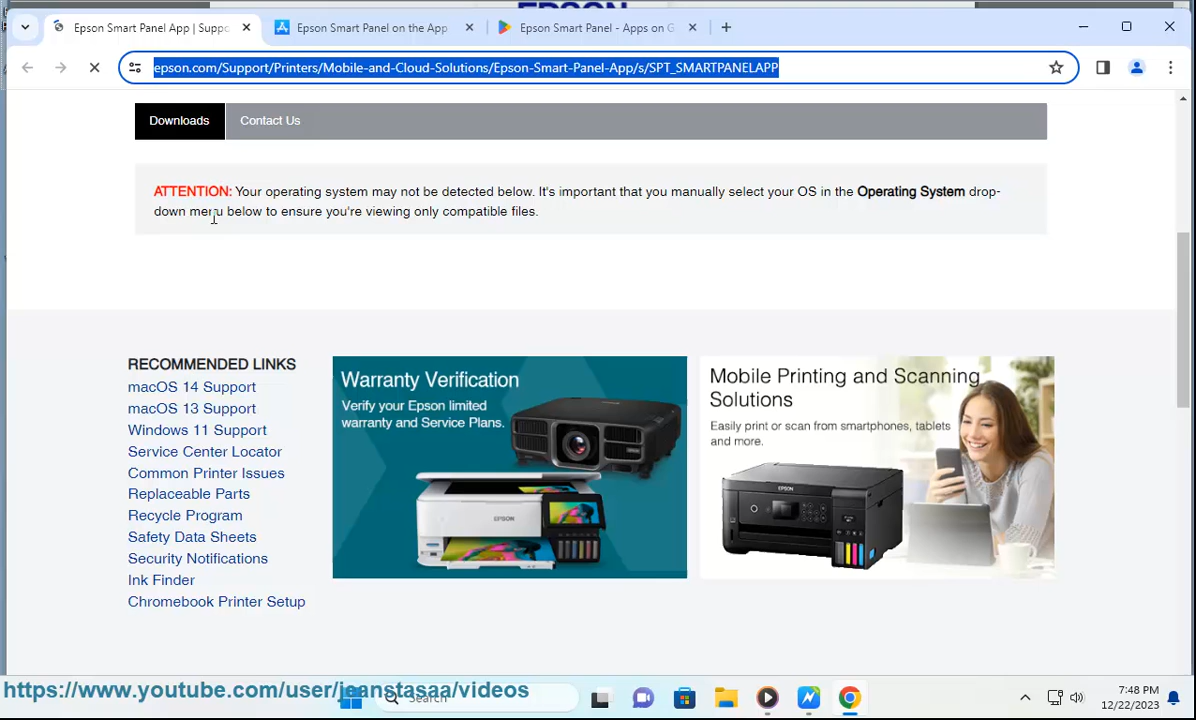 EPSON
Epson Smart Panel App | Suppo
Epson Smart Panel on the App
Epson Smart Panel - Apps on G
epson.com/Support/Printers/Mobile-and-Cloud-Solutions/Epson-Smart-Panel-App/s/SPT_SMARTPANELAPP
Downloads
Contact Us
ATTENTION: Your operating system may not be detected below. It's important that you manually select your OS in the Operating System drop-
down menu below to ensure you're viewing only compatible files.
RECOMMENDED LINKS
macOS 14 Support
macOS 13 Support
Windows 11 Support
Service Center Locator
Common Printer Issues
Replaceable Parts
Recycle Program
Safety Data Sheets
Security Notifications
Ink Finder
Chromebook Printer Setup
Warranty Verification
Verify your Epson limited
warranty and Service Plans.
EPSON
Mobile Printing and Scanning
Solutions
Easily print or scan from smartphones, tablets
and more.
EPSON
https://www.youtube.com/user/jeanstasaa/videos
Search
7:48 PM
12/22/2023